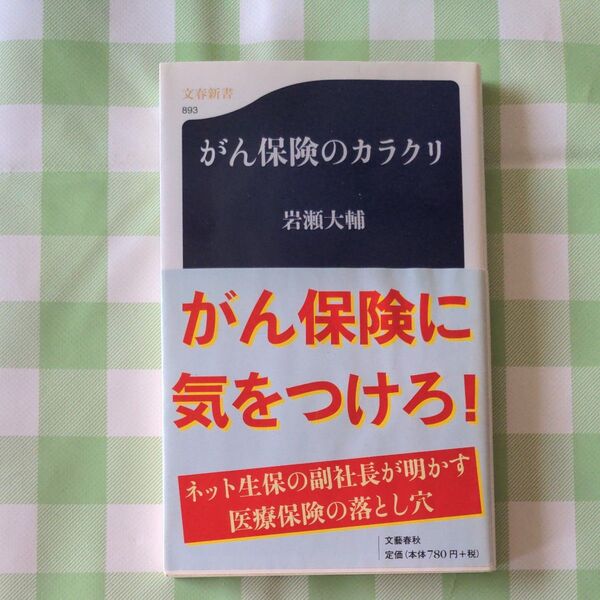 文春新書
893
がん保険のカラクリ
岩瀬大輔
がん保険に
気をつけろ!
ネット生保の副社長が明かす
医療保険の落とし穴
文藝春秋
定価(本体780円+税)